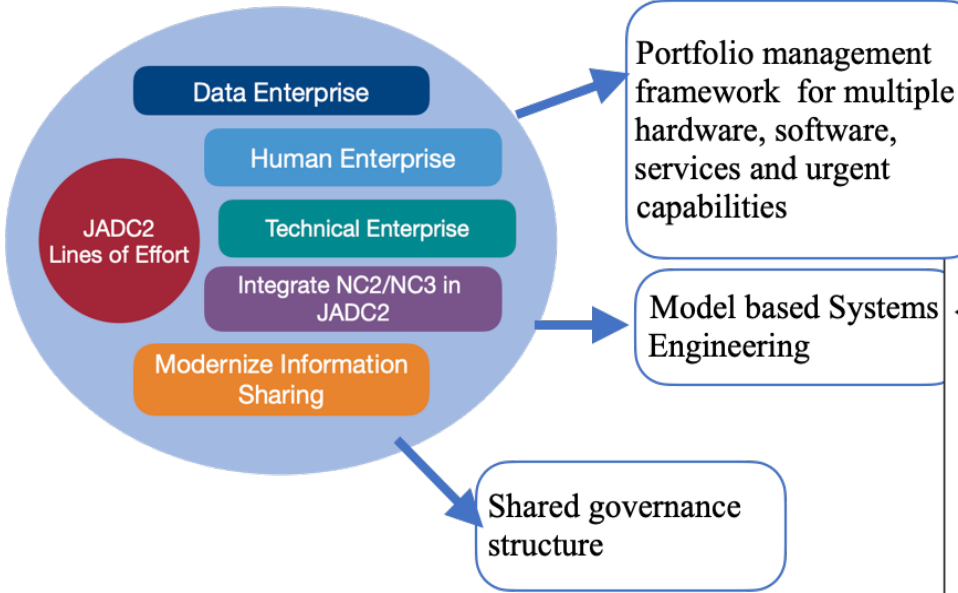 Data Enterprise
Human Enterprise
JADC2
Lines of Effort
Technical Enterprise
Integrate NC2/NC3 in
JADC2
Modernize Information
Sharing
Portfolio management
framework for multiple
hardware, software,
services and urgent
capabilities
Model based Systems
Engineering
Shared governance
structure